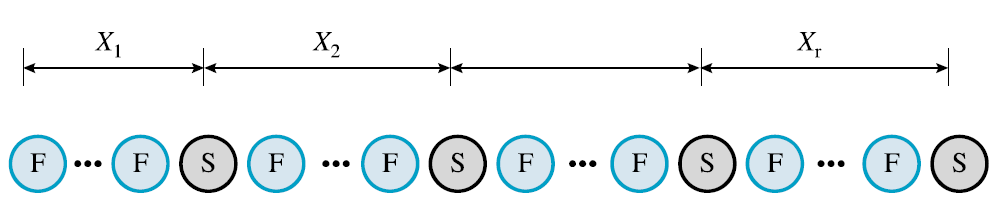 X₁ X₂ Xᵣ
F ••• F S F ••• F S F ••• F S F ••• F S